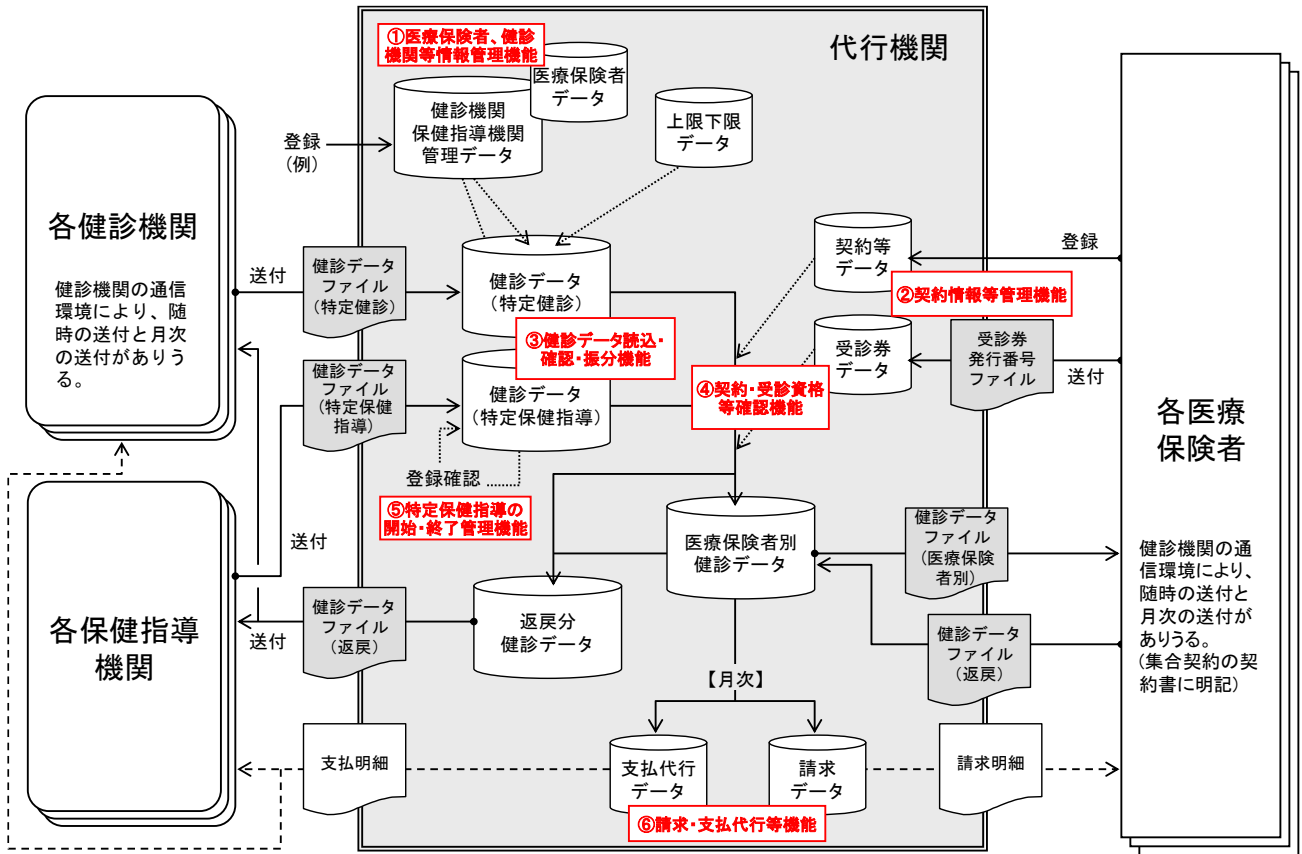 代行機関
①医療保険者、健診
機関等情報管理機能
医療保険者
データ
健診機関
保健指導機関
管理データ
上限下限
データ
登録
(例)
各健診機関
健診機関の通信
環境により、随
時の送付と月次
の送付がありう
る。
送付
健診データ
ファイル
(特定健診)
健診データ
(特定健診)
契約等
データ
登録
②契約情報等管理機能
③健診データ読込・
確認・振分機能
受診券
データ
受診券
発行番号
ファイル
送付
健診データ
ファイル
(特定保健
指導)
健診データ
(特定保健指導)
④契約・受診資格
等確認機能
各医療
保険者
健診機関の通
信環境により、
随時の送付と
月次の送付が
ありうる。
(集合契約の契
約書に明記)
登録確認
⑤特定保健指導の
開始・終了管理機能
送付
医療保険者別
健診データ
健診データ
ファイル
(医療保険
者別)
各保健指導
機関
送付
健診データ
ファイル
(返戻)
返戻分
健診データ
健診データ
ファイル
(返戻)
【月次】
支払明細
支払代行
データ
請求
データ
請求明細
⑥請求・支払代行等機能